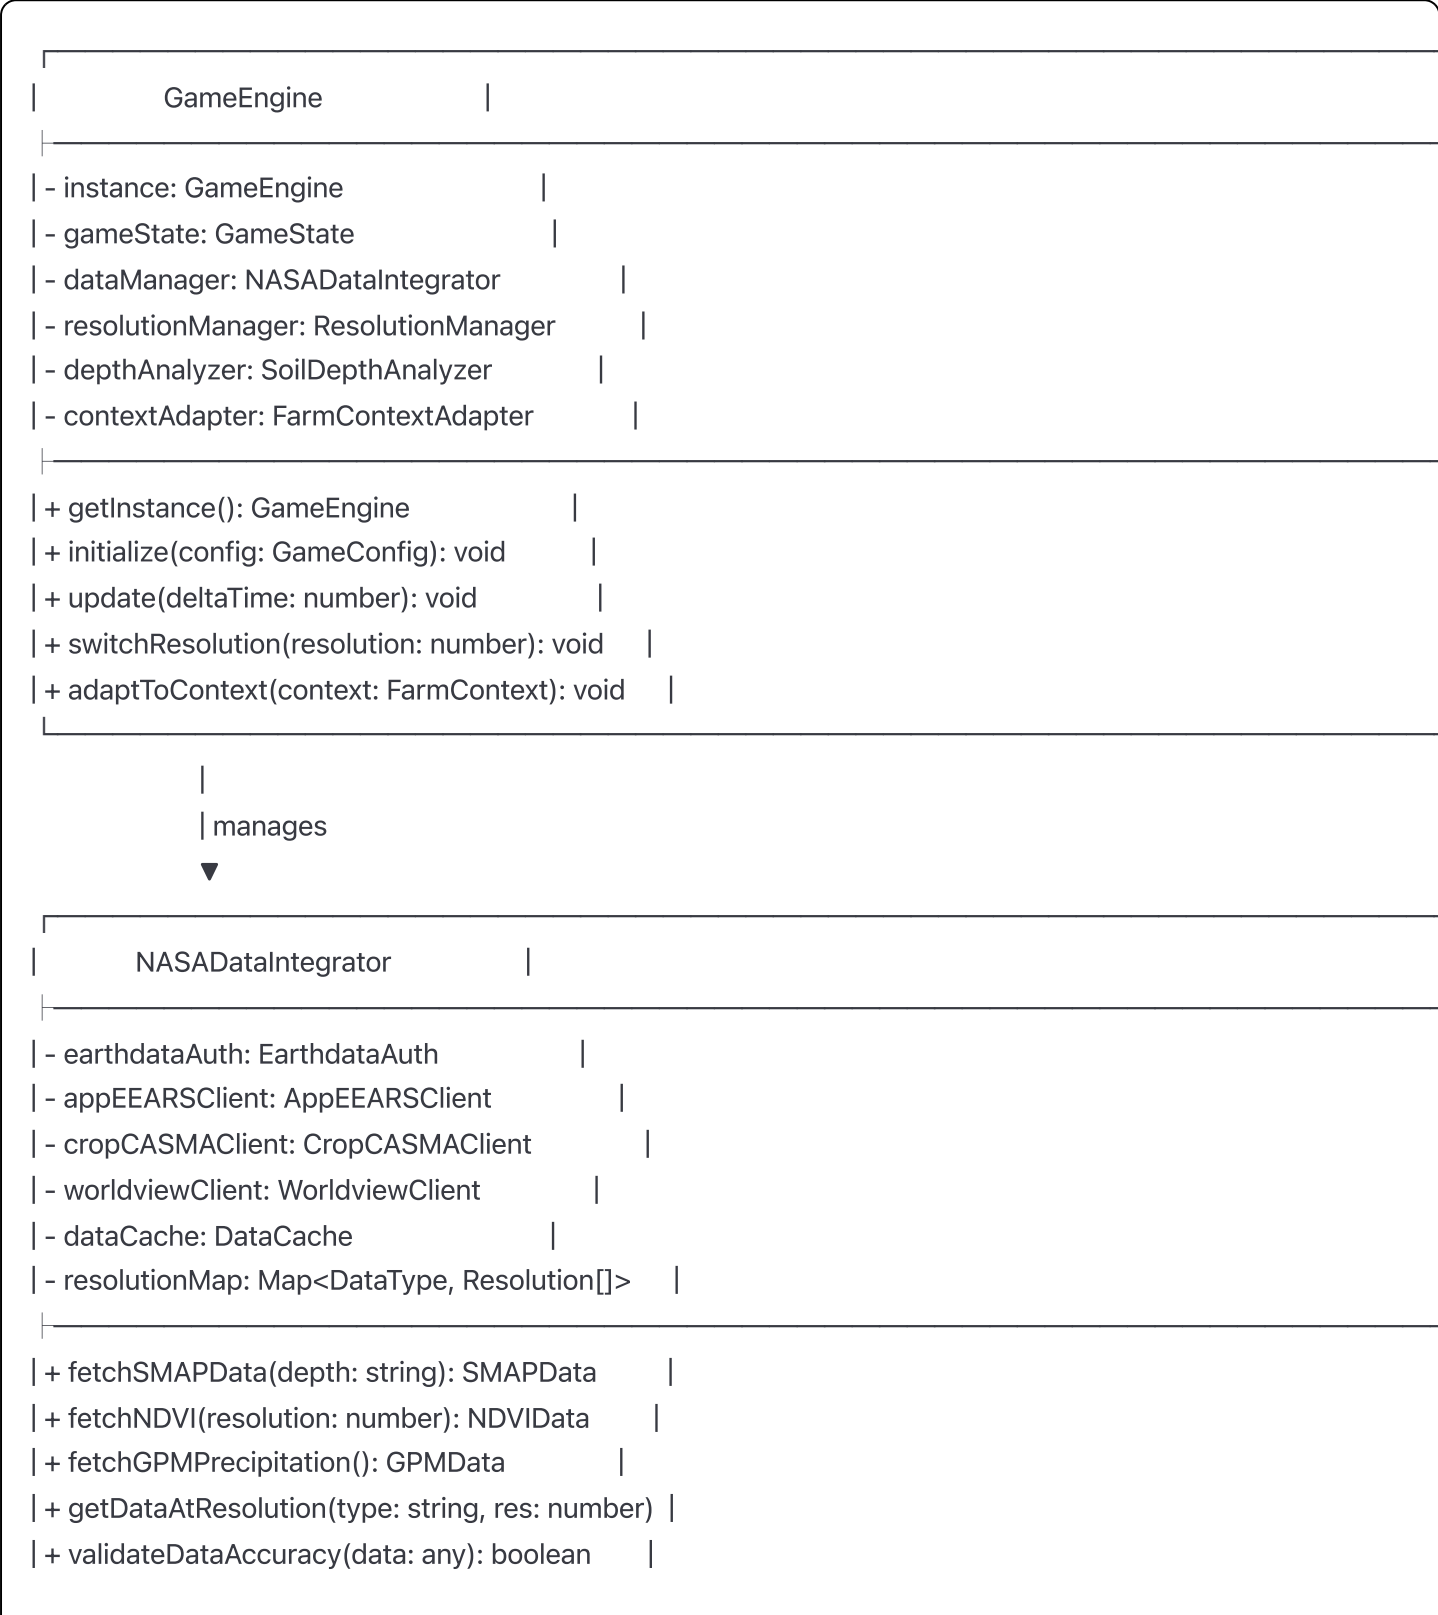 GameEngine
- instance: GameEngine
- gameState: GameState
- dataManager: NASADataIntegrator
- resolutionManager: ResolutionManager
- depthAnalyzer: SoilDepthAnalyzer
- contextAdapter: FarmContextAdapter
+ getInstance(): GameEngine
+ initialize(config: GameConfig): void
+ update(deltaTime: number): void
+ switchResolution(resolution: number): void
+ adaptToContext(context: FarmContext): void
manages
NASADataIntegrator
- earthdataAuth: EarthdataAuth
- appEEARSClient: AppEEARSClient
- cropCASMAClient: CropCASMAClient
- worldviewClient: WorldviewClient
- dataCache: DataCache
- resolutionMap: Map<DataType, Resolution[]>
+ fetchSMAPData(depth: string): SMAPData
+ fetchNDVI(resolution: number): NDVIData
+ fetchGPMPrecipitation(): GPMData
+ getDataAtResolution(type: string, res: number)
+ validateDataAccuracy(data: any): boolean